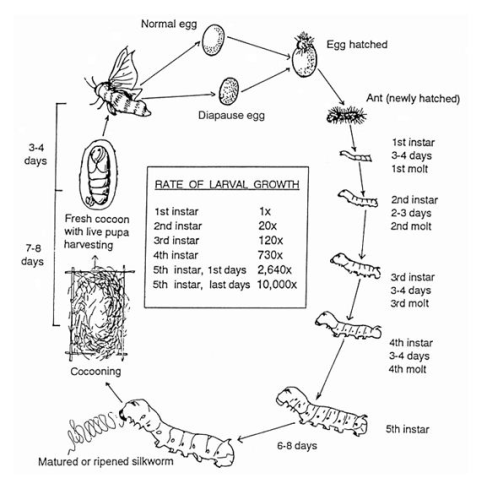 Normal egg
Egg hatched
Diapause egg
Ant (newly hatched)
1st instar
3-4 days
1st molt
2nd instar
2-3 days
2nd molt
3rd instar
3-4 days
3rd molt
4th instar
3-4 days
4th molt
5th instar
6-8 days
Matured or ripened silkworm
Cocooning
7-8
days
Fresh cocoon
with live pupa
harvesting
3-4
days
RATE OF LARVAL GROWTH
1st instar 1x
2nd instar 20x
3rd instar 120x
4th instar 730x
5th instar, 1st days 2,640x
5th instar, last days 10,000x